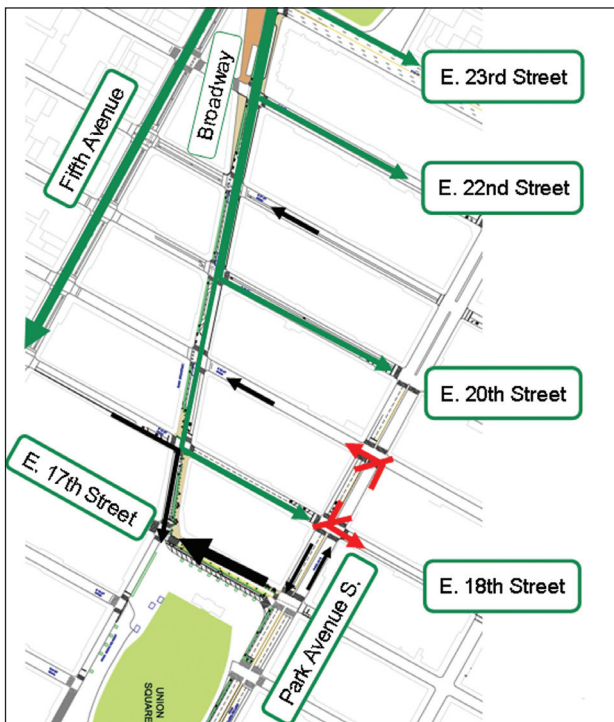 E. 23rd Street
Broadway
Fifth Avenue
E. 22nd Street
E. 20th Street
E. 17th Street
E. 18th Street
Park Avenue S.
UNION
SQUARE